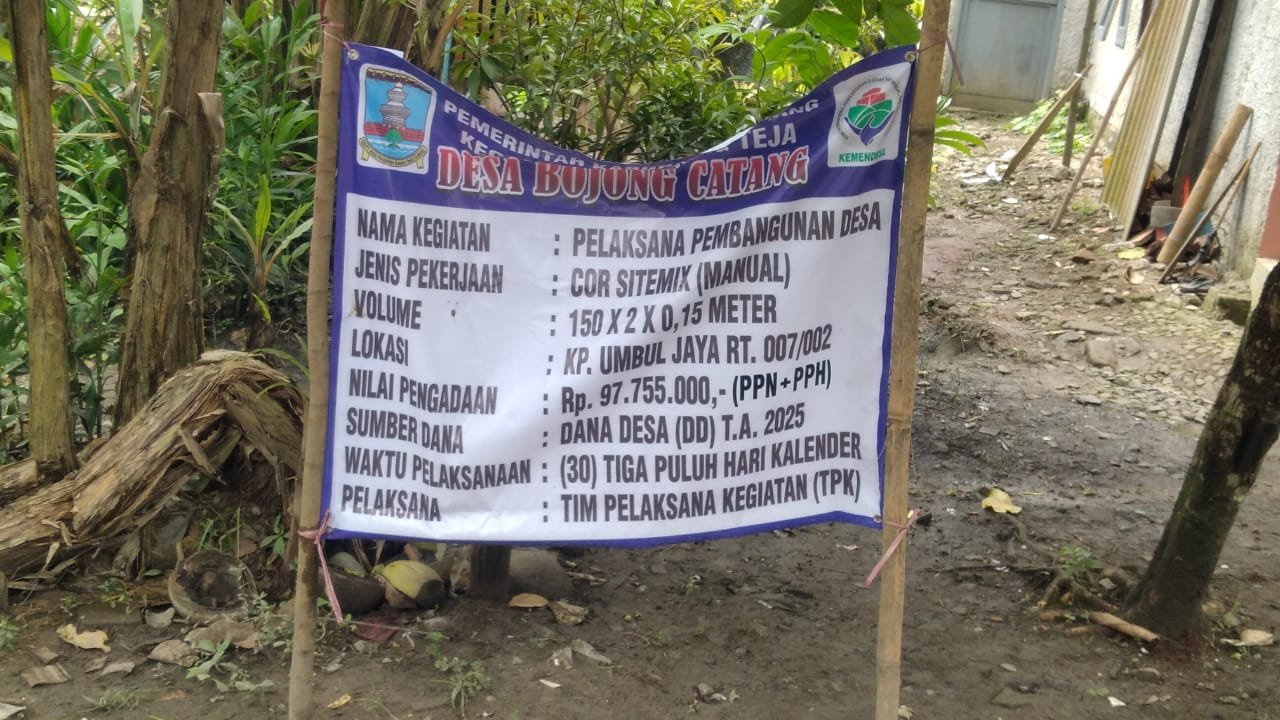 PEMERINTAH
TEJA
DESA BOJONG CATANG
KEMENDESA
NAMA KEGIATAN : PELAKSANA PEMBANGUNAN DESA
JENIS PEKERJAAN : COR SITEMIX (MANUAL)
VOLUME : 150 X 2 X 0,15 METER
LOKASI : KP. UMBUL JAYA RT. 007/002
NILAI PENGADAAN : Rp. 97.755.000,- (PPN + PPH)
SUMBER DANA : DANA DESA (DD) T.A. 2025
WAKTU PELAKSANAAN : (30) TIGA PULUH HARI KALENDER
PELAKSANA : TIM PELAKSANA KEGIATAN (TPK)